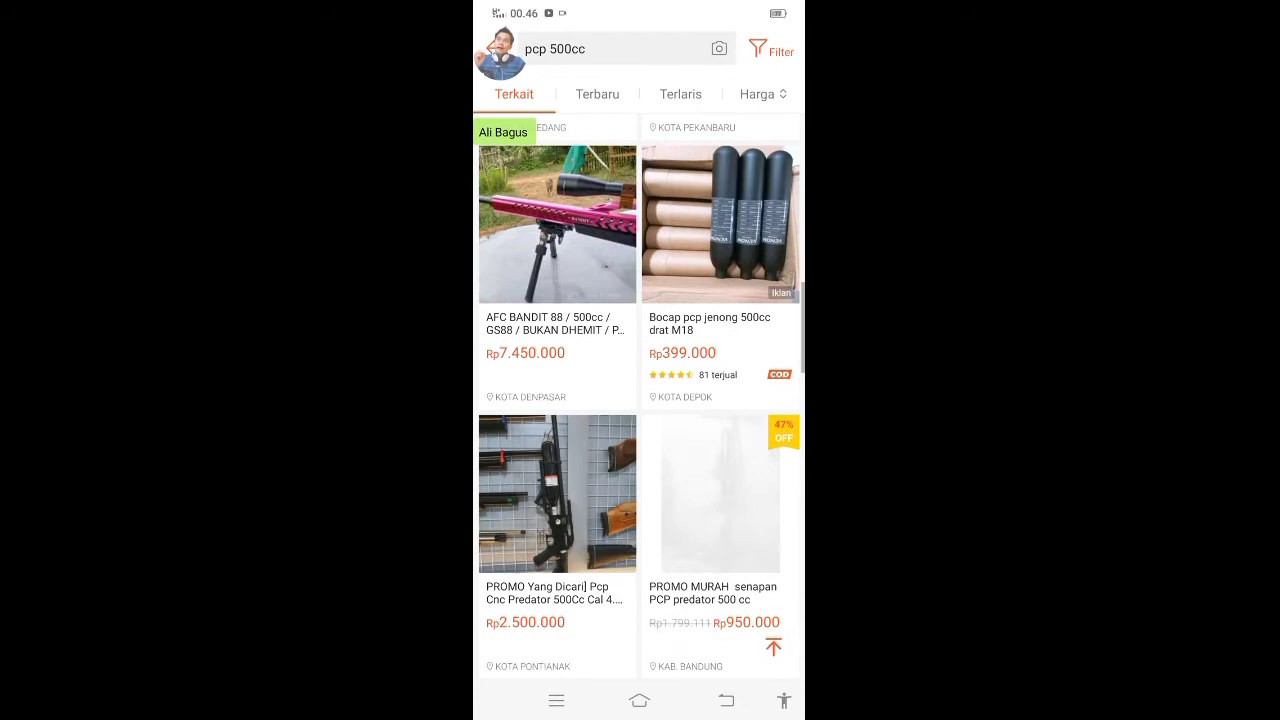 00.46
pcp 500cc
Filter
Terkait
Terbaru
Terlaris
Harga
EDANG
KOTA PEKANBARU
Ali Bagus
BANDIT
Iklan
AFC BANDIT 88 / 500cc /
GS88 / BUKAN DHEMIT / P...
Rp7.450.000
KOTA DENPASAR
Bocap pcp jenong 500cc
drat M18
Rp399.000
81 terjual
COD
KOTA DEPOK
47%
OFF
PROMO Yang Dicari] Pcp
Cnc Predator 500Cc Cal 4....
Rp2.500.000
KOTA PONTIANAK
PROMO MURAH senapan
PCP predator 500 cc
Rp1.799.111 Rp950.000
KAB. BANDUNG